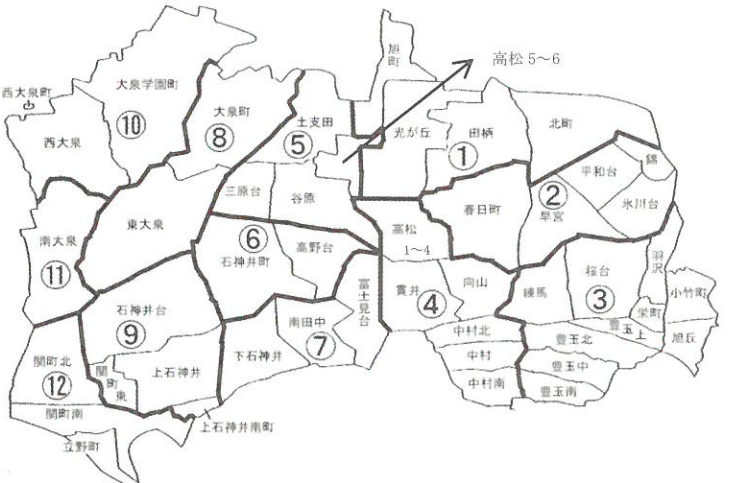 旭町
高松 5～6
大泉学園町
西大泉町
大泉町
土支田
⑩
⑧
⑤
光が丘
田柄
北町
西大泉
①
錦
平和台
三原台
谷原
②
東大泉
春日町
早宮
氷川台
高松
1～4
南大泉
⑥
石神井町
高野台
羽沢
⑪
富士見台
貫井
向山
練馬
桜台
小竹町
石神井台
④
③
⑨
南田中
栄町
中村北
豊玉北
豊玉上
旭丘
関町北
⑦
下石神井
中村
豊玉中
⑫
関町東
上石神井
中村南
豊玉南
関町南
上石神井南町
立野町